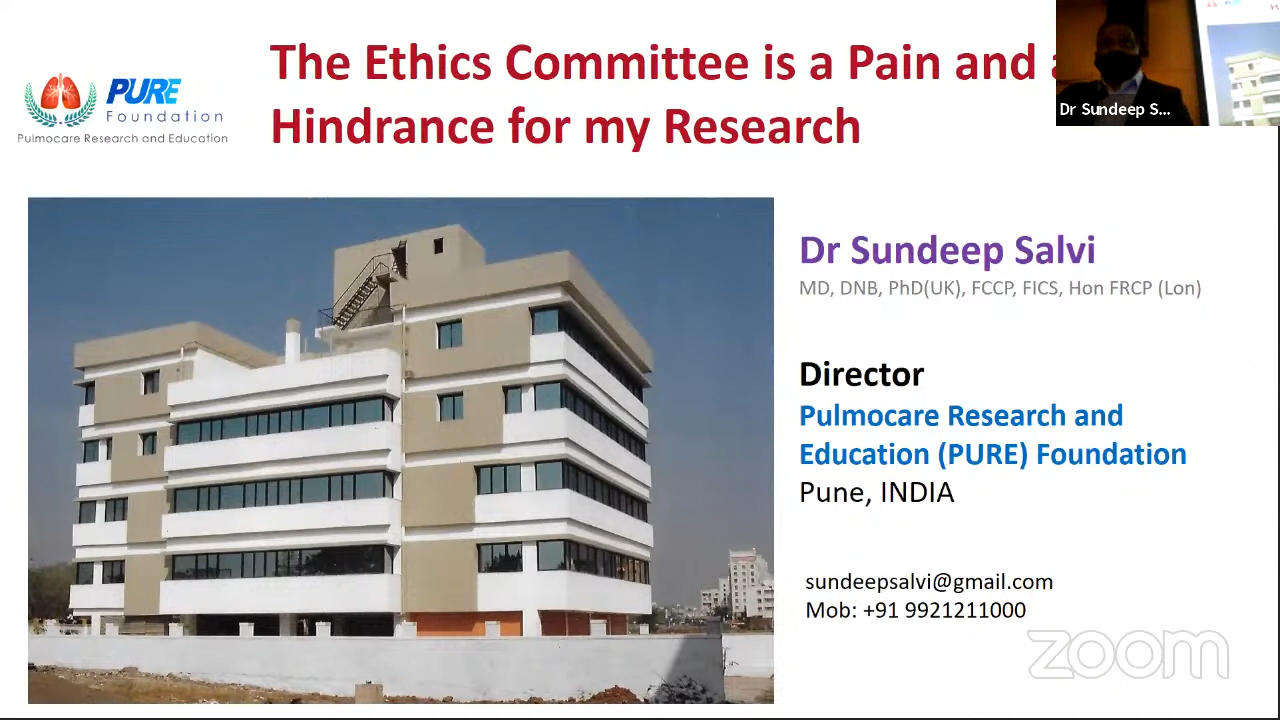 The Ethics Committee is a Pain and a
Hindrance for my Research
Dr Sundeep S...
PURE
Foundation
Pulmocare Research and Education
Dr Sundeep Salvi
MD, DNB, PhD(UK), FCCP, FICS, Hon FRCP (Lon)
Director
Pulmocare Research and
Education (PURE) Foundation
Pune, INDIA
sundeepsalvi@gmail.com
Mob: +91 9921211000
zoom